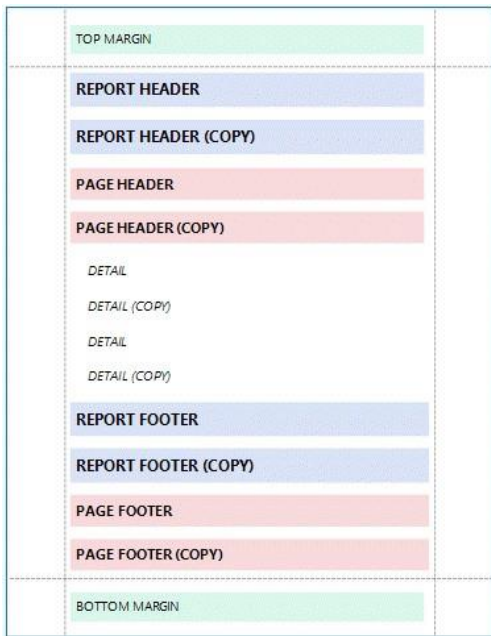 TOP MARGIN
REPORT HEADER
REPORT HEADER (COPY)
PAGE HEADER
PAGE HEADER (COPY)
DETAIL
DETAIL (COPY)
DETAIL
DETAIL (COPY)
REPORT FOOTER
REPORT FOOTER (COPY)
PAGE FOOTER
PAGE FOOTER (COPY)
BOTTOM MARGIN